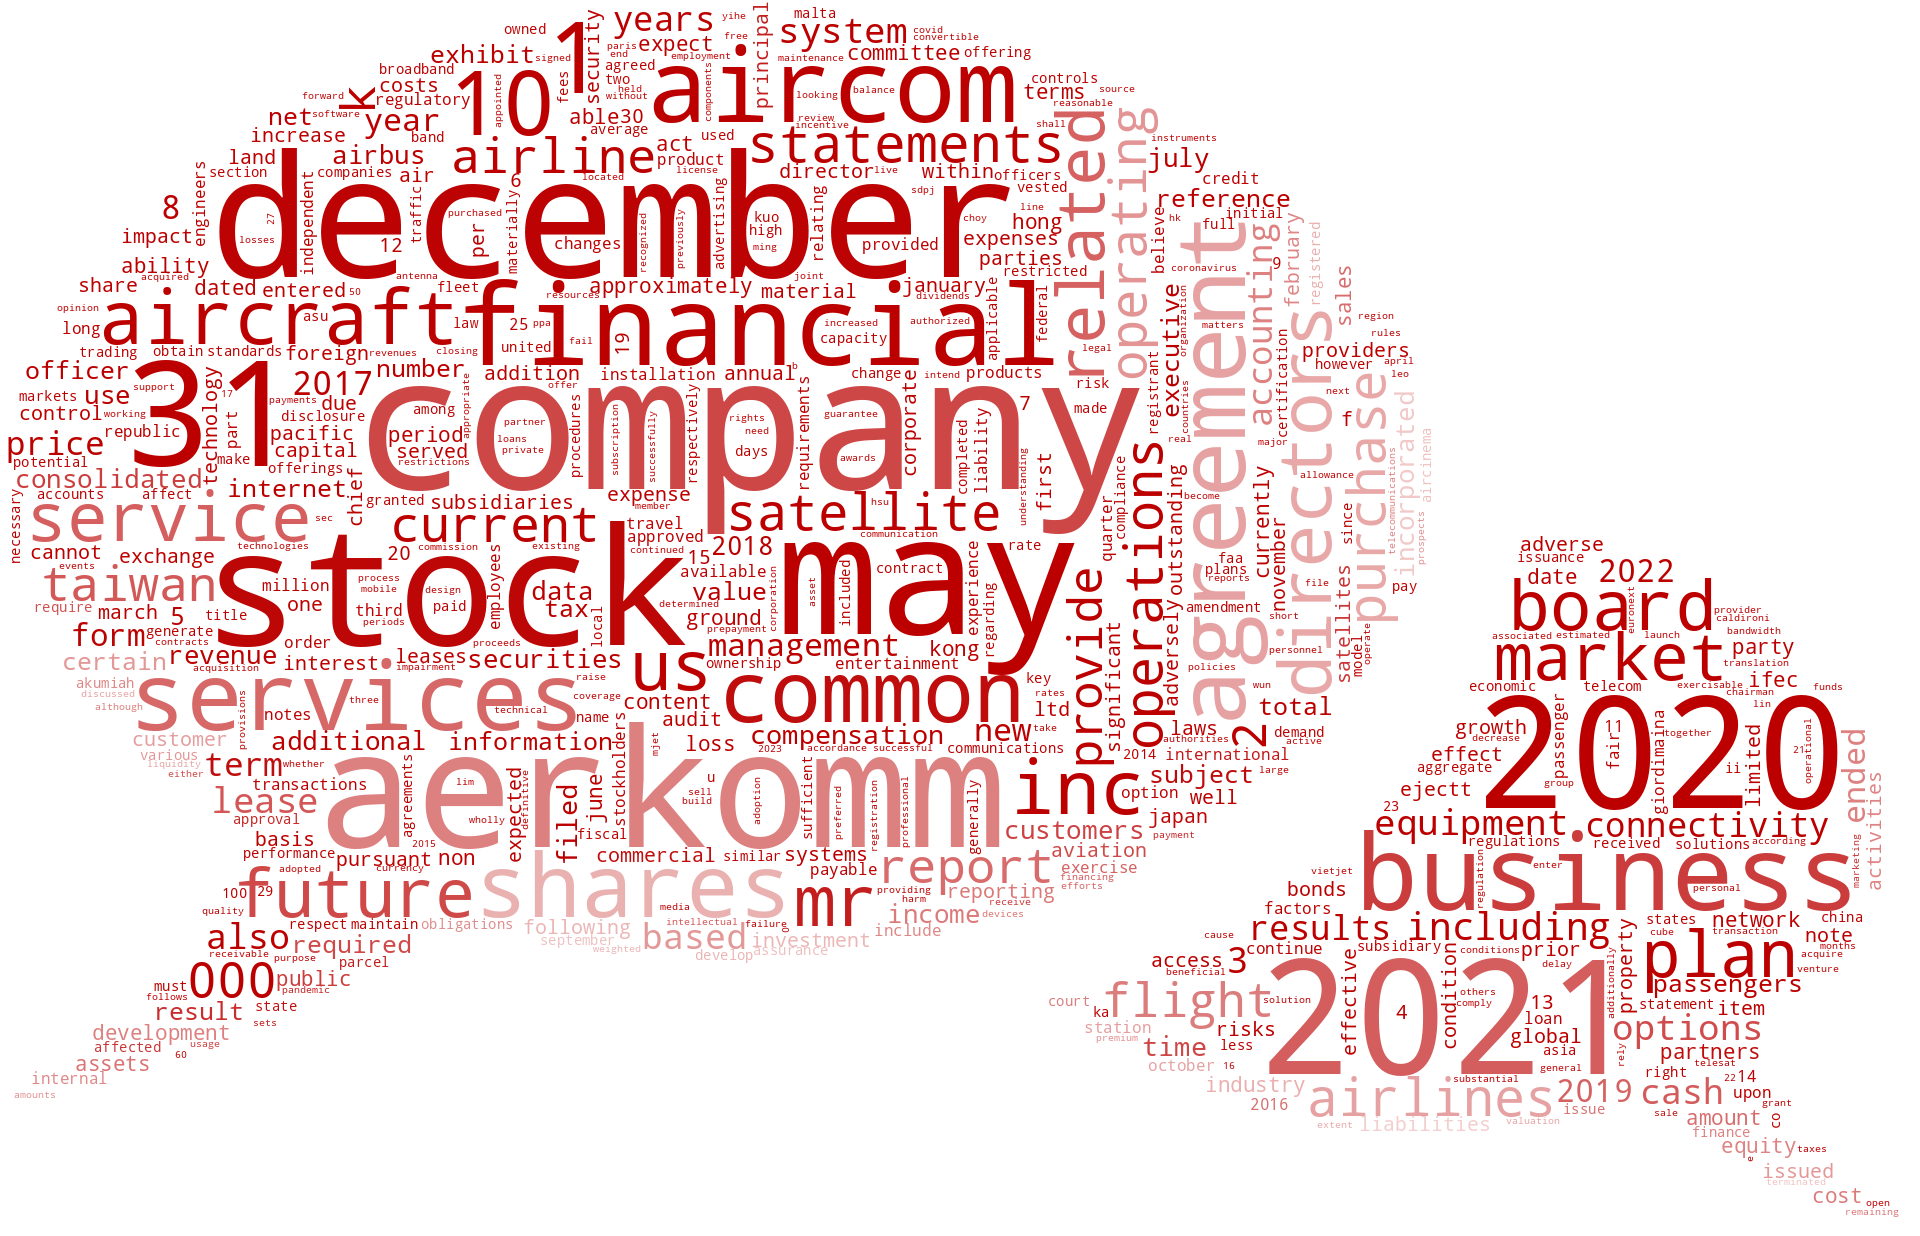 december
financial
company
stock
may
aerkomm
2020
2021
business
aircom
31
10
1
aircraft
statements
airline
related
operating
agreement
directors
purchase
accounting
incorporated
service
services
taiwan
current
satellite
operations
provide
common
us
inc
shares
future
report
mr
based
flight
airlines
board
market
plan
connectivity
equipment
results including
options
cash
2019
2022
2018
2017
system
years
committee
exhibit
expect
security
principal
malta
yihe
owned
covid
convertible
offering
free
paris
end
signed
employment
maintenance
broadband
costs
regulatory
agreed
two
held
without
fees
appointed
components
looking
balance
controls
terms
source
reasonable
forward
software
net
year
k
increase
band
able
30
average
act
used
review
incentive
shall
instruments
land
airbus
air
section
companies
product
license
director
live
within
officers
vested
july
credit
reference
engineers
independent
located
6
8
27
impact
losses
12
traffic
per
purchased
materially
kuo
high
ming
advertising
relating
sdpj
choy
line
hong
initial
full
hk
believe
february
registered
changes
recognized
previously
provided
expenses
parties
restricted
ability
acquired
antenna
joint
coronavirus
9
share
dated
entered
50
fleet
resources
approximately
material
january
dividends
applicable
federal
executive
organization
sales
opinion
long
asu
law
25
ppa
19
increased
capacity
authorized
legal
matters
region
rules
trading
obtain
standards
foreign
revenues
closing
united
fail
providers
however
april
leo
officer
number
addition
offer
installation
annual
b
change
intend
products
risk
registrant
countries
certification
next
markets
support
use
technology
17
payments
due
appropriate
control
working
part
disclosure
among
partner
rights
need
guarantee
7
made
f
real
major
price
republic
pacific
period
served
loans
private
procedures
subscription
successfully
respectively
days
requirements
awards
corporate
completed
liability
understanding
first
quarter
compliance
allowance
telecommunications
aircinema
prospects
potential
make
capital
offerings
restrictions
consolidated
accounts
affect
internet
chief
granted
subsidiaries
expense
member
hsu
outstanding
become
currently
november
since
necessary
sec
travel
approved
communication
cannot
exchange
technologies
20
commission
existing
continued
15
rate
faa
plans
reports
file
satellites
pay
events
million
process
mobile
design
employees
data
available
value
asset
included
contract
experience
adversely
amendment
short
model
operate
require
march
5
title
one
third
periods
paid
tax
local
determined
ground
prepayment
corporation
regarding
personnel
form
generate
contracts
order
proceeds
management
kong
significant
policies
certain
revenue
acquisition
interest
leases
impairment
securities
raise
ownership
entertainment
key
wun
akumiah
discussed
although
provisions
three
coverage
content
rates
ltd
total
notes
technical
name
audit
customer
various
liquidity
either
additional
information
stockholders
mjet
loss
compensation
new
take
laws
authorities
2
demand
active
term
whether
2023
accordance
successful
communications
2014
international
large
transactions
agreements
lim
expected
definitive
june
u
sell
build
adoption
sufficient
preferred
registration
professional
generally
subject
option
well
lease
approval
wholly
filed
fiscal
japan
basis
2015
customers
payment
performance
pursuant
non
commercial
similar
systems
payable
aviation
exercise
adopted
currency
financing
efforts
100
29
providing
harm
reporting
receive
devices
quality
respect
maintain
obligations
media
intellectual
failure
0
income
include
also
required
following
september
weighted
develop
investment
assurance
receivable
purpose
parcel
000
public
pandemic
must
follows
state
result
sets
development
affected
60
usage
assets
internal
amounts
adverse
issuance
date
euronext
provider
caldironi
associated
estimated
launch
bandwidth
party
translation
economic
telecom
exercisable
chairman
ifec
funds
lin
growth
decrease
passenger
11
together
effect
fair
giordimaina
limited
21
operational
ended
aggregate
group
ii
ejectt
23
regulations
received
solutions
according
activities
marketing
vietjet
regulation
enter
personal
bonds
factors
states
network
china
cube
transaction
note
cause
continue
subsidiary
conditions
prior
months
access
3
beneficial
condition
delay
property
additionally
acquire
venture
passengers
court
solution
effective
others
comply
13
statement
item
ka
station
premium
risks
less
4
loan
global
time
asia
partners
rely
telesat
october
16
general
right
22
14
industry
substantial
upon
grant
2016
issue
sale
amount
co
extent
liabilities
valuation
finance
equity
taxes
e
issued
terminated
cost
open
remaining